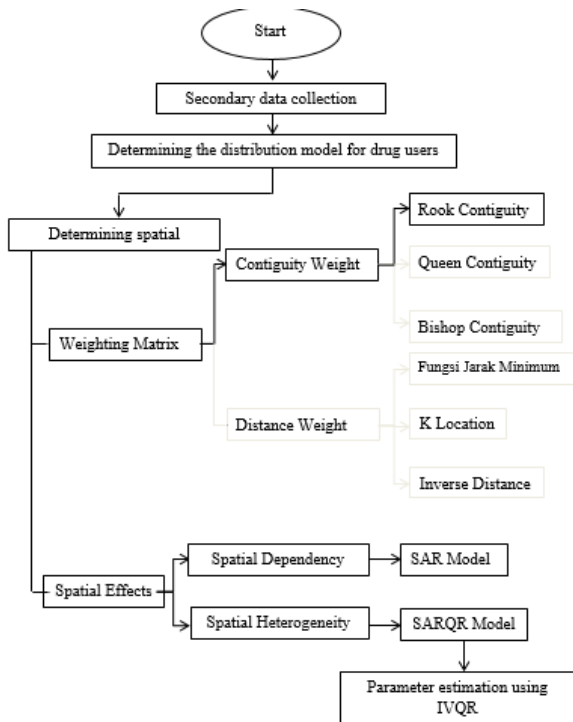 Start
Secondary data collection
Determining the distribution model for drug users
Determining spatial
Rook Contiguity
Contiguity Weight
Queen Contiguity
Bishop Contiguity
Weighting Matrix
Fungsi Jarak Minimum
Distance Weight
K Location
Inverse Distance
Spatial Dependency
SAR Model
Spatial Effects
Spatial Heterogeneity
SARQR Model
Parameter estimation using
IVQR